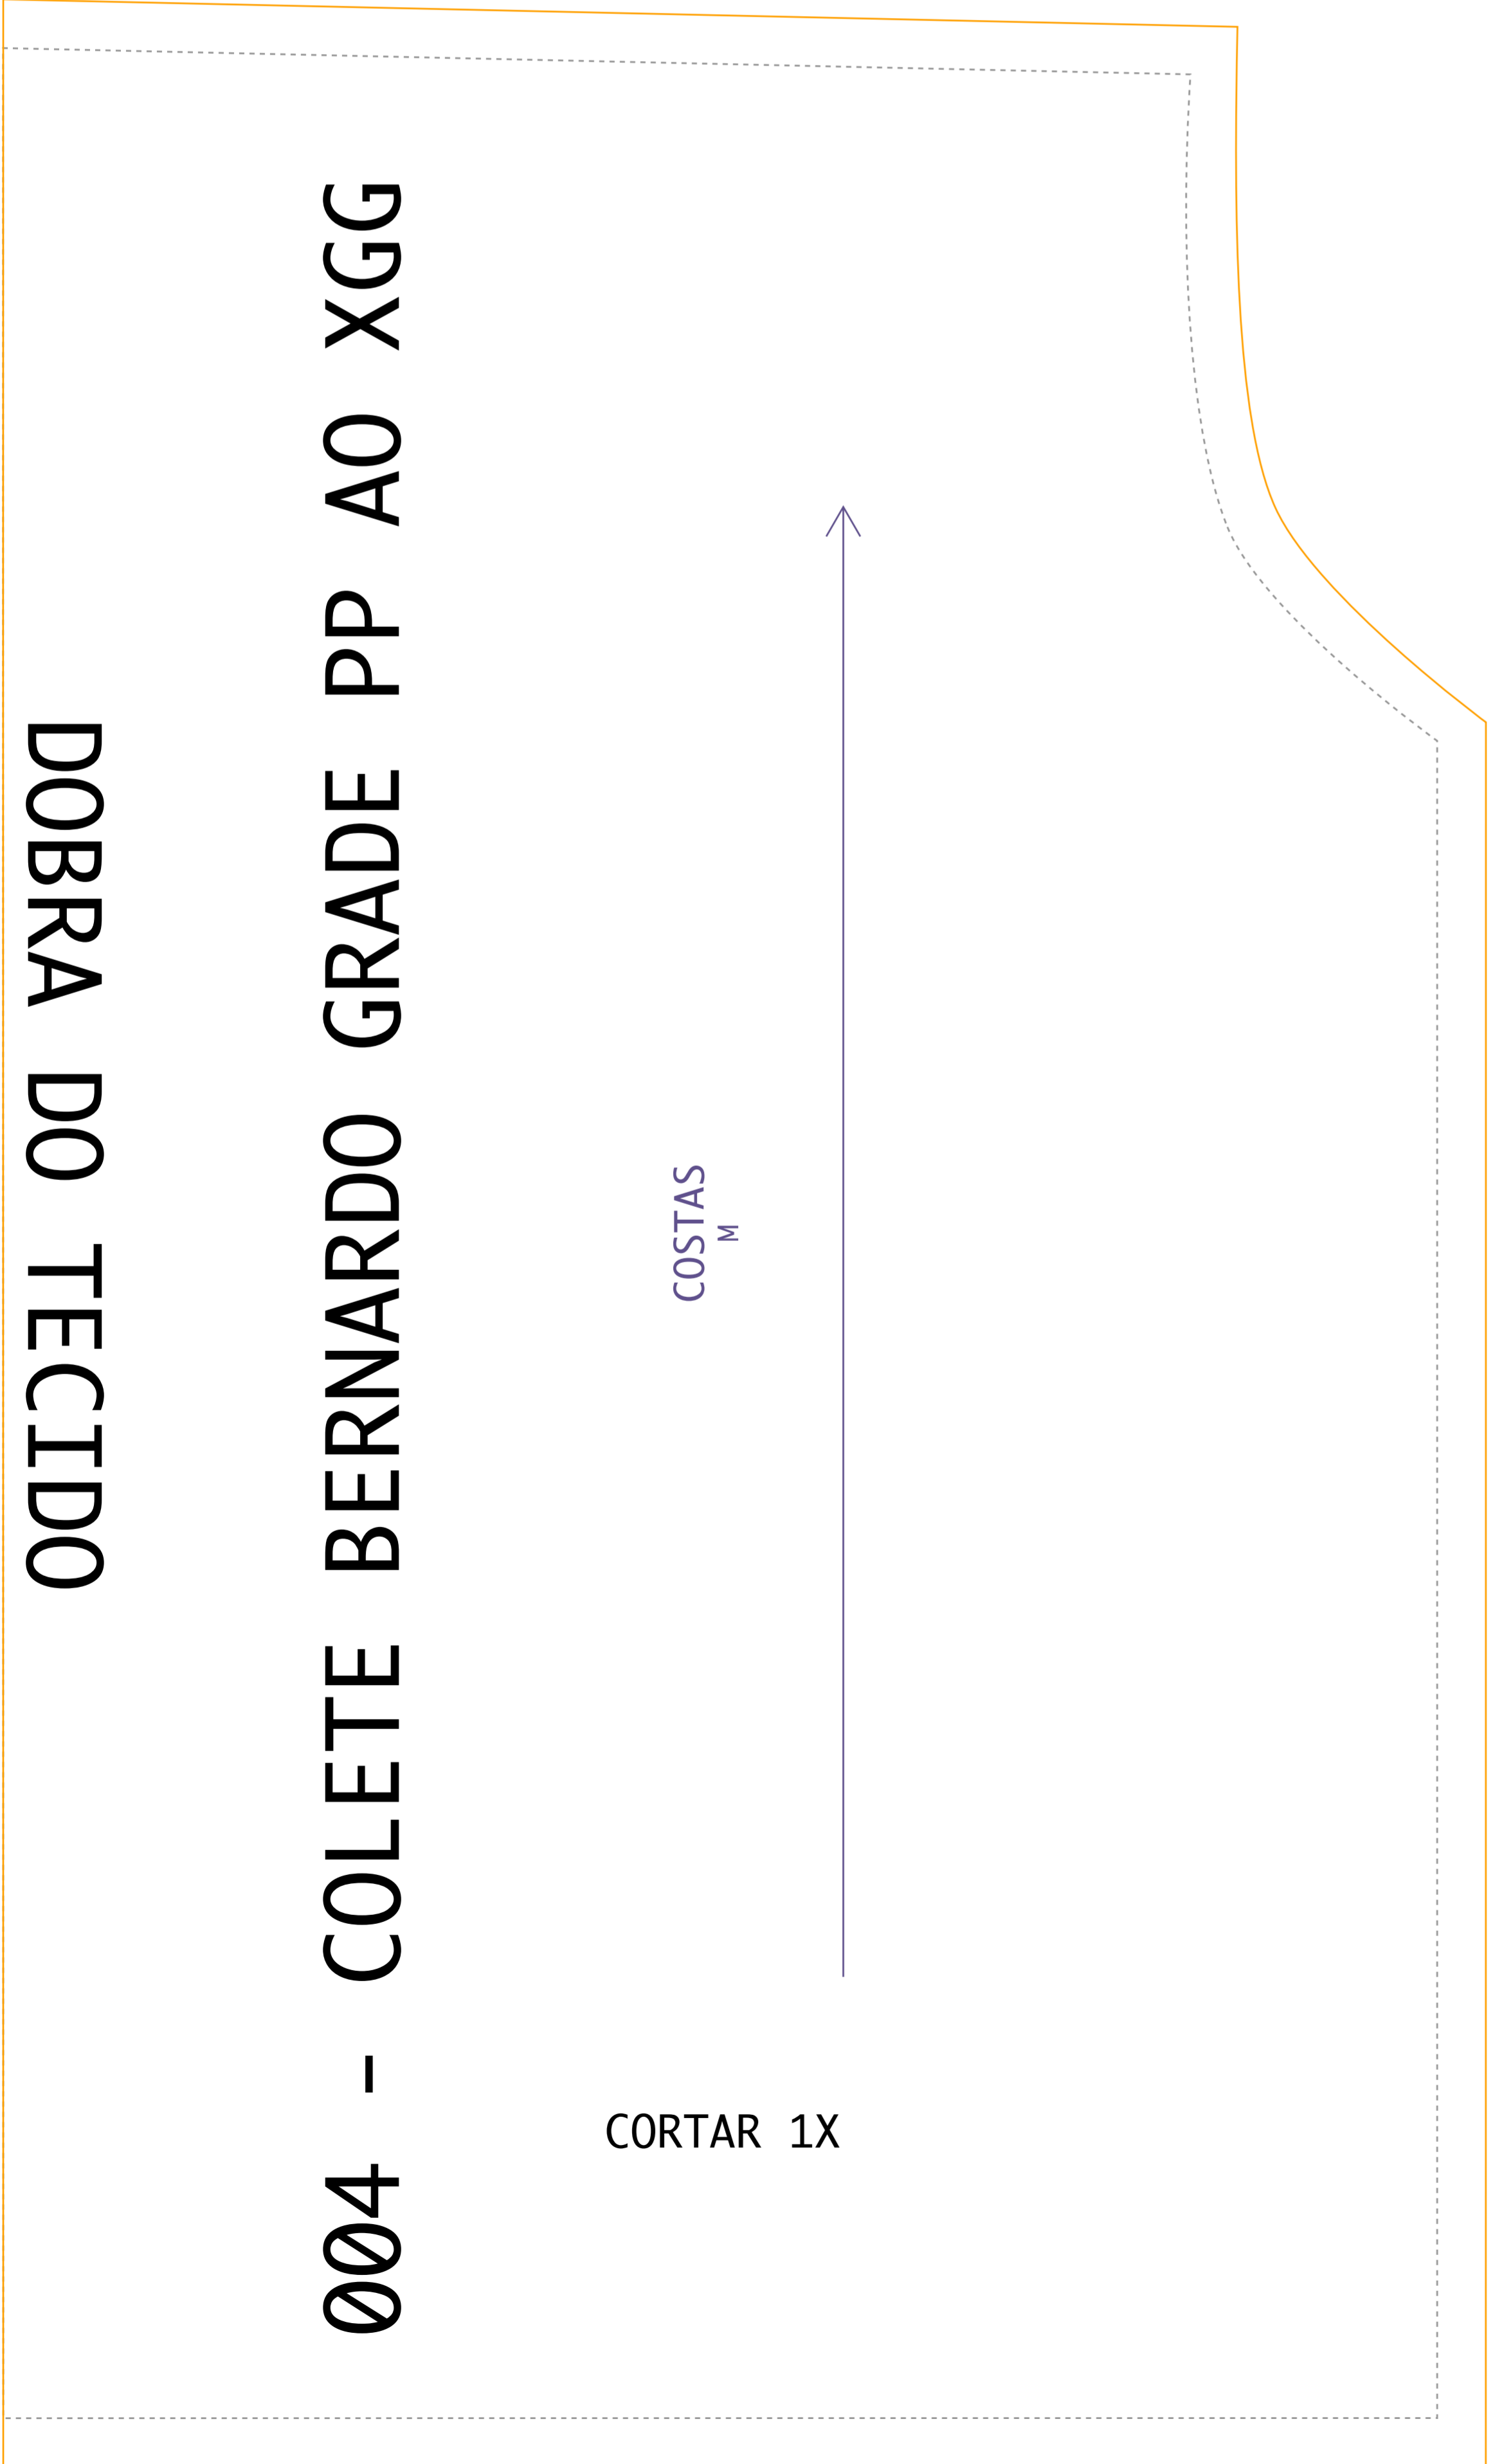 DOBRA DO TECIDO
004 - COLETE BERNARDO GRADE PP AO XGG
COSTAS
M
CORTAR 1X